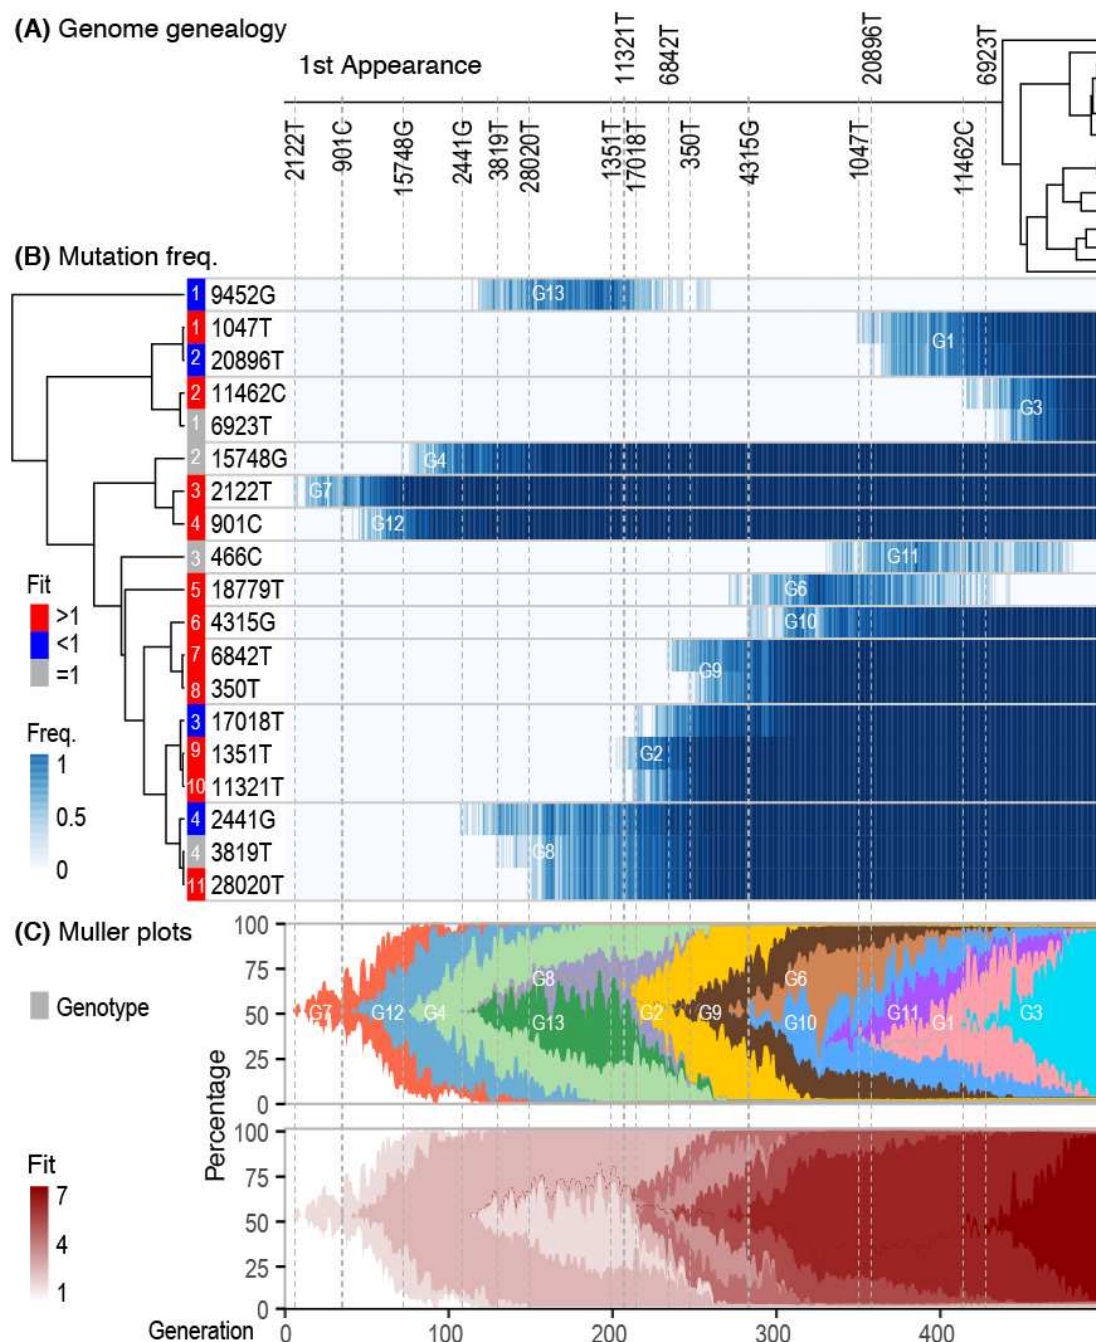 (A) Genome genealogy
1st Appearance
11321T
6842T
20896T
6923T
2122T
901C
15748G
2441G
3819T
28020T
1351T
17018T
350T
4315G
1047T
11462C
(B) Mutation freq.
1 9452G G13
1 1047T G1
2 20896T
2 11462C G3
1 6923T
2 15748G G4
3 2122T G7
4 901C G12
3 466C G11
5 18779T G6
6 4315G G10
7 6842T G9
8 350T
3 17018T
9 1351T G2
10 11321T
4 2441G
4 3819T G8
11 28020T
Fit
>1
<1
=1
Freq.
1
0.5
0
(C) Muller plots
Genotype
Percentage
100
75
50
25
0
G7 G12 G4 G8 G13 G2 G9 G6 G10 G11 G1 G3
100
75
50
25
0
Fit
7
4
1
Generation 0 100 200 300 400